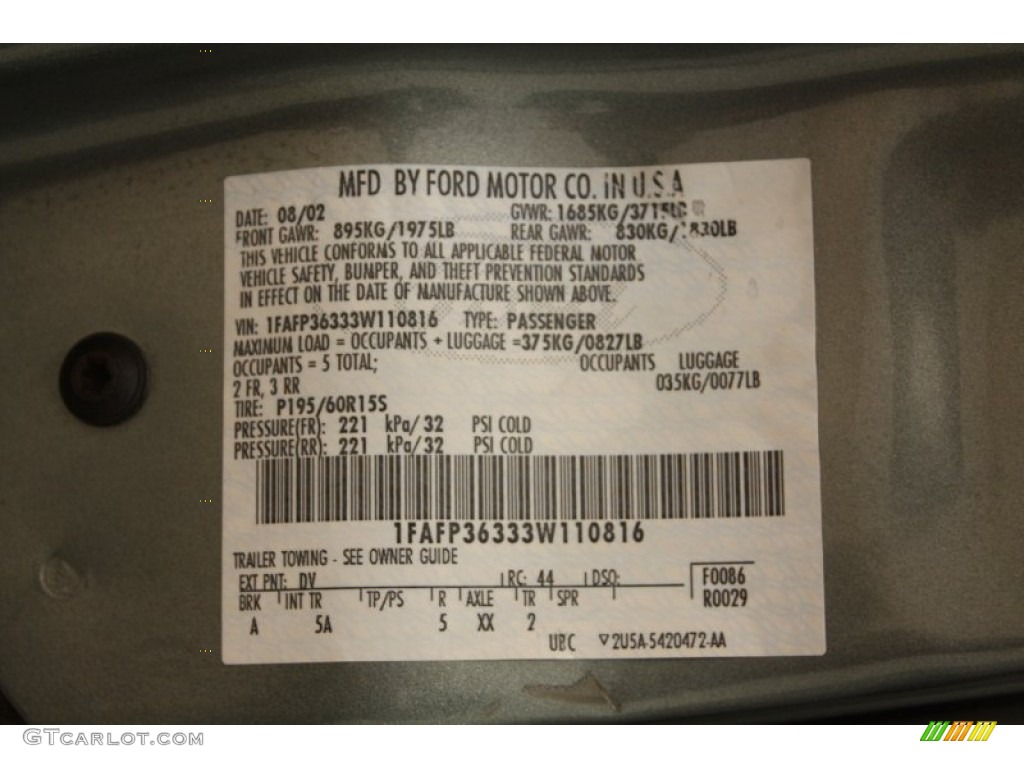 MFD BY FORD MOTOR CO. IN U.S.A
DATE: 08/02 GVWR: 1685KG/3715LB
FRONT GAWR: 895KG/1975LB REAR GAWR: 830KG/1830LB
THIS VEHICLE CONFORMS TO ALL APPLICABLE FEDERAL MOTOR
VEHICLE SAFETY, BUMPER, AND THEFT PREVENTION STANDARDS
IN EFFECT ON THE DATE OF MANUFACTURE SHOWN ABOVE.
VIN: 1FAFP36333W110816 TYPE: PASSENGER
MAXIMUM LOAD = OCCUPANTS + LUGGAGE =375KG/0827LB
OCCUPANTS = 5 TOTAL; OCCUPANTS LUGGAGE
2 FR, 3 RR 035KG/0077LB
TIRE: P195/60R15S
PRESSURE(FR): 221 kPa/ 32 PSI COLD
PRESSURE(RR): 221 kPa/ 32 PSI COLD
1FAFP36333W110816
TRAILER TOWING - SEE OWNER GUIDE
EXT PNT: DV RC: 44 DSO: F0086
BRK INT TR TP/PS R AXLE TR SPR R0029
A 5A 5 XX 2
UBC 2U5A-5420472-AA
GTCARLOT.COM